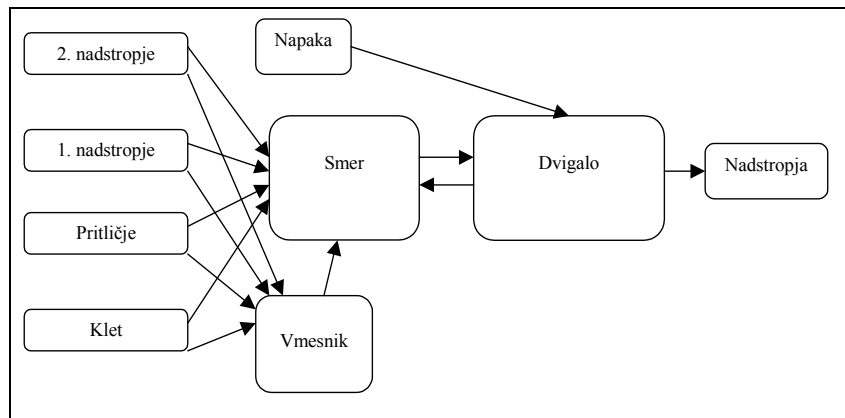 2. nadstropje
Napaka
1. nadstropje
Smer
Dvigalo
Nadstropja
Pritličje
Klet
Vmesnik